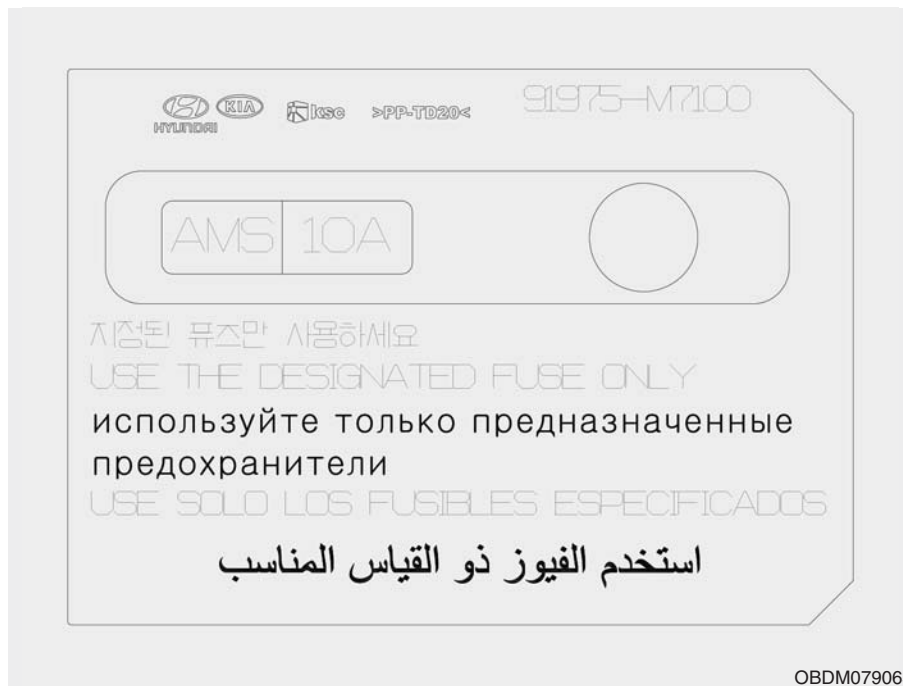 HYUNDAI KIA ksc >PP-TD20< 91975-M7100
AMS 10A
지정된 퓨즈만 사용하세요
USE THE DESIGNATED FUSE ONLY
используйте только предназначенные
предохранители
USE SOLO LOS FUSIBLES ESPECIFICADOS
استخدم الفيوز ذو القياس المناسب
OBDM07906